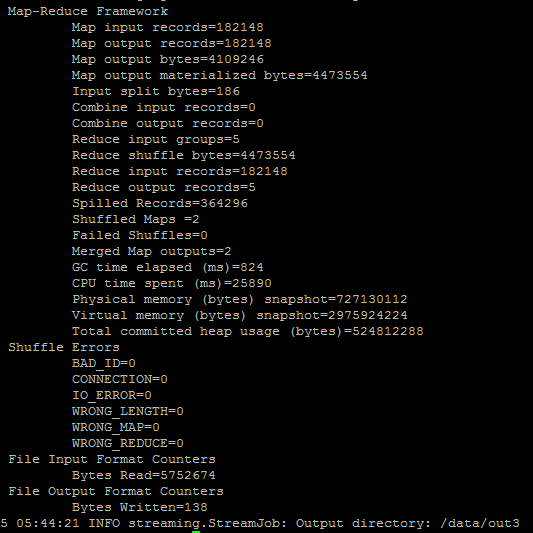 Map-Reduce Framework
Map input records=182148
Map output records=182148
Map output bytes=4109246
Map output materialized bytes=4473554
Input split bytes=186
Combine input records=0
Combine output records=0
Reduce input groups=5
Reduce shuffle bytes=4473554
Reduce input records=182148
Reduce output records=5
Spilled Records=364296
Shuffled Maps =2
Failed Shuffles=0
Merged Map outputs=2
GC time elapsed (ms)=824
CPU time spent (ms)=25890
Physical memory (bytes) snapshot=727130112
Virtual memory (bytes) snapshot=2975924224
Total committed heap usage (bytes)=524812288
Shuffle Errors
BAD_ID=0
CONNECTION=0
IO_ERROR=0
WRONG_LENGTH=0
WRONG_MAP=0
WRONG_REDUCE=0
File Input Format Counters
Bytes Read=5752674
File Output Format Counters
Bytes Written=138
5 05:44:21 INFO streaming.StreamJob: Output directory: /data/out3